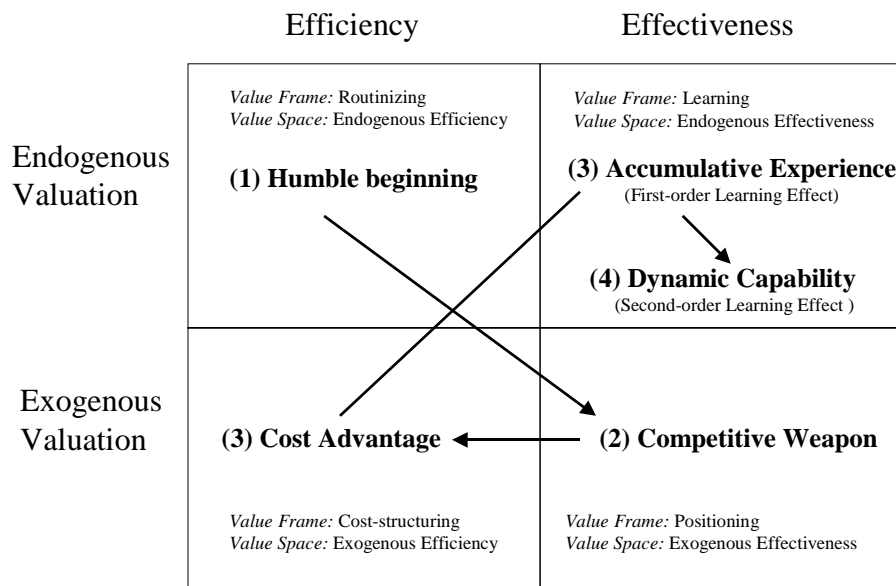 Efficiency
Effectiveness
Endogenous
Valuation
Value Frame: Routinizing
Value Space: Endogenous Efficiency
(1) Humble beginning
Value Frame: Learning
Value Space: Endogenous Effectiveness
(3) Accumulative Experience
(First-order Learning Effect)
(4) Dynamic Capability
(Second-order Learning Effect )
Exogenous
Valuation
(3) Cost Advantage
Value Frame: Cost-structuring
Value Space: Exogenous Efficiency
(2) Competitive Weapon
Value Frame: Positioning
Value Space: Exogenous Effectiveness